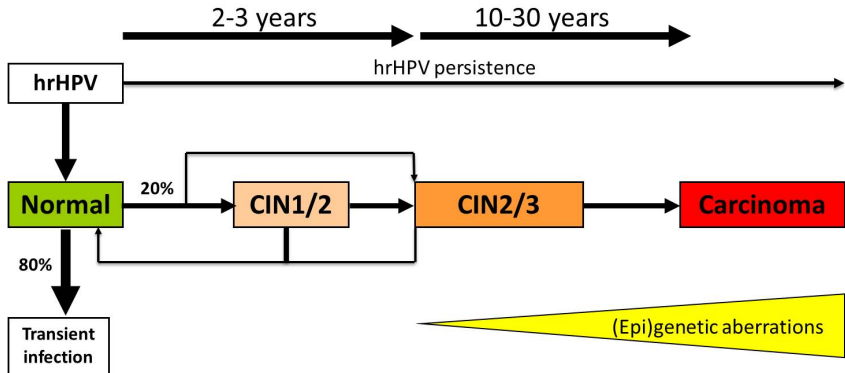 2-3 years
10-30 years
hrHPV persistence
hrHPV
20%
Normal
CIN1/2
CIN2/3
Carcinoma
80%
Transient
infection
(Epi)genetic aberrations